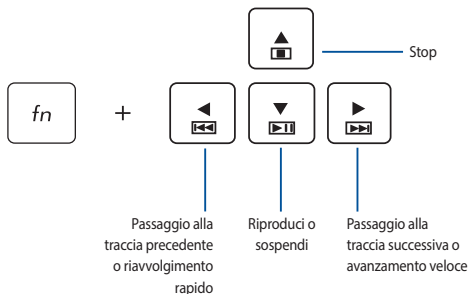 Stop
fn
+
Passaggio alla
traccia precedente
o riavvolgimento
rapido
Riproduci o
sospendi
Passaggio alla
traccia successiva o
avanzamento veloce